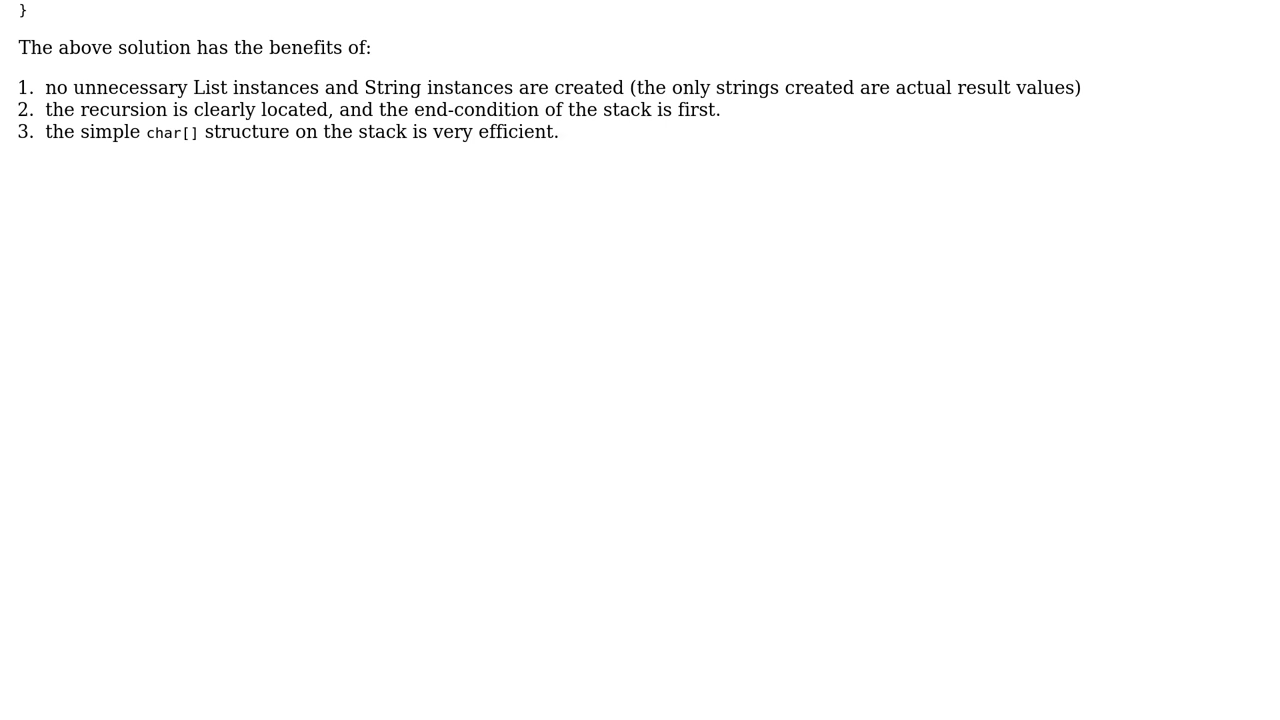 }
The above solution has the benefits of:
1. no unnecessary List instances and String instances are created (the only strings created are actual result values)
2. the recursion is clearly located, and the end-condition of the stack is first.
3. the simple char[] structure on the stack is very efficient.